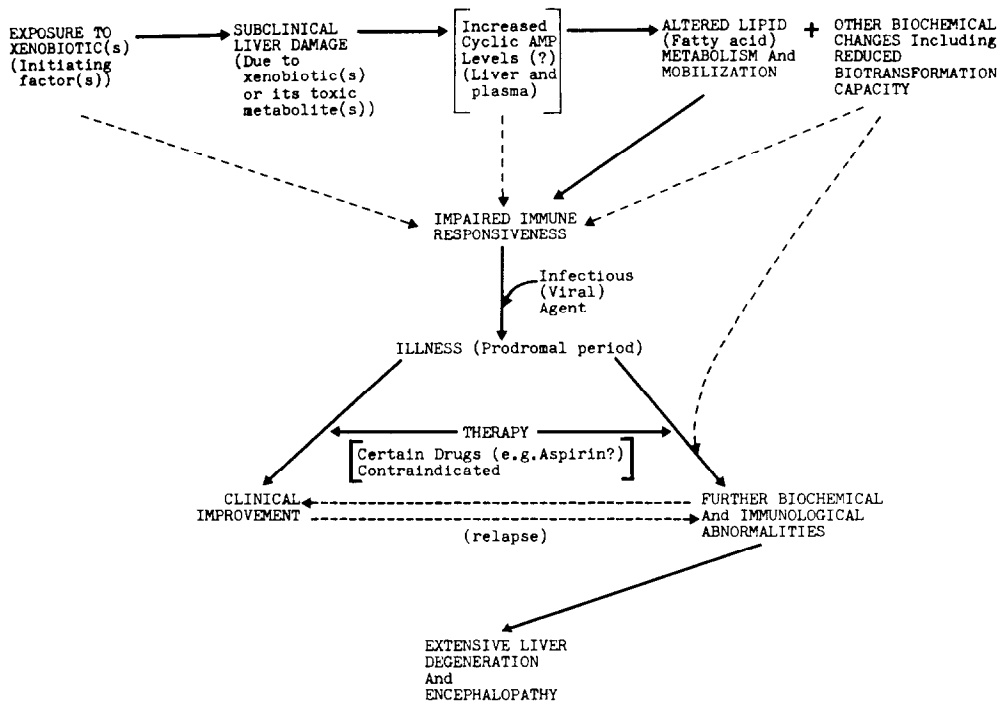 EXPOSURE TO
XENOBIOTIC(s)
(Initiating
factor(s))
SUBCLINICAL
LIVER DAMAGE
(Due to
xenobiotic(s)
or its toxic
metabolite(s))
Increased
Cyclic AMP
Levels (?)
(Liver and
plasma)
ALTERED LIPID
(Fatty acid)
METABOLISM And
MOBILIZATION
+
OTHER BIOCHEMICAL
CHANGES Including
REDUCED
BIOTRANSFORMATION
CAPACITY
IMPAIRED IMMUNE
RESPONSIVENESS
Infectious
(Viral)
Agent
ILLNESS (Prodromal period)
THERAPY
Certain Drugs (e.g.Aspirin?)
Contraindicated
CLINICAL
IMPROVEMENT
(relapse)
FURTHER BIOCHEMICAL
And IMMUNOLOGICAL
ABNORMALITIES
EXTENSIVE LIVER
DEGENERATION
And
ENCEPHALOPATHY